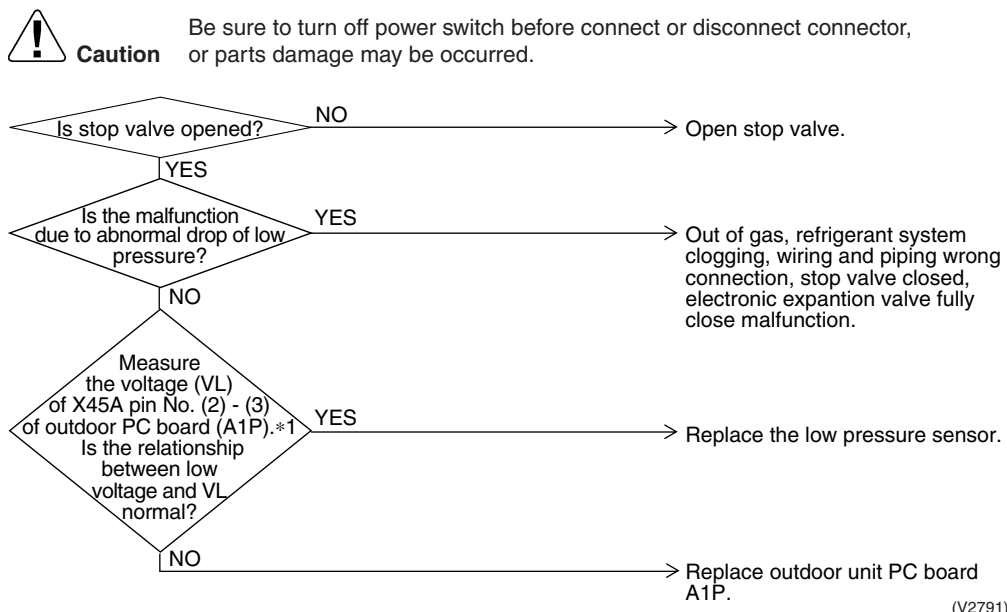 Be sure to turn off power switch before connect or disconnect connector,
Caution or parts damage may be occurred.
Is stop valve opened?
NO
Open stop valve.
YES
Is the malfunction
due to abnormal drop of low
pressure?
YES
Out of gas, refrigerant system
clogging, wiring and piping wrong
connection, stop valve closed,
electronic expantion valve fully
close malfunction.
NO
Measure
the voltage (VL)
of X45A pin No. (2) - (3)
of outdoor PC board (A1P).*1
Is the relationship
between low
voltage and VL
normal?
YES
Replace the low pressure sensor.
NO
Replace outdoor unit PC board
A1P.
(V2791)